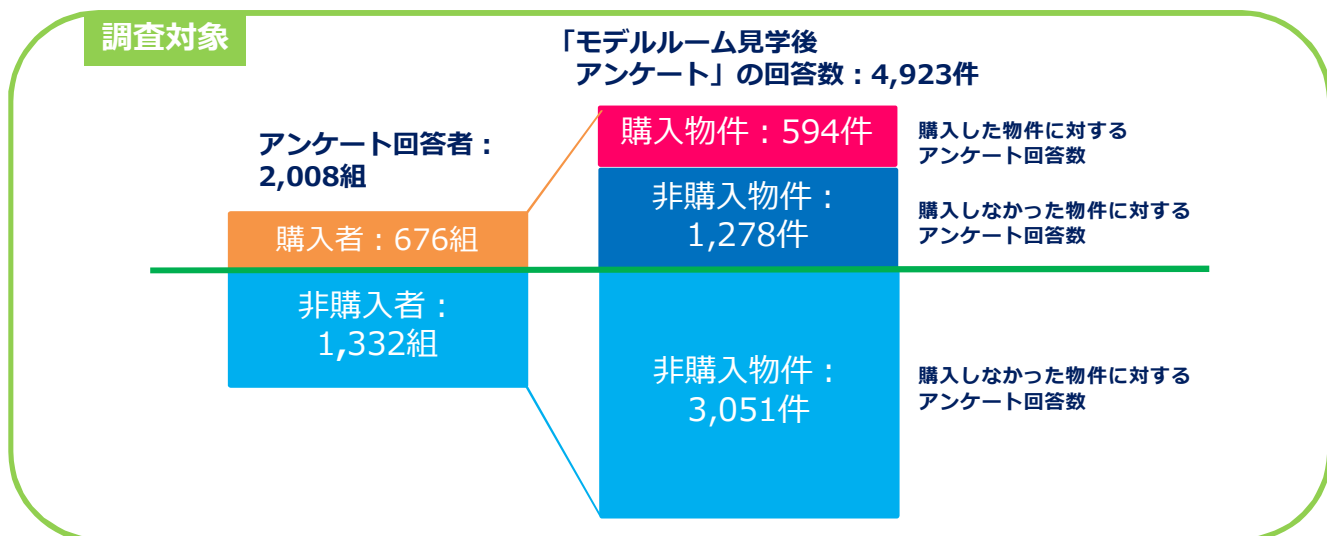 調査対象
「モデルルーム見学後
アンケート」の回答数：4,923件
アンケート回答者：
2,008組
購入者：676組
非購入者：
1,332組
購入物件：594件
購入した物件に対する
アンケート回答数
非購入物件：
1,278件
購入しなかった物件に対する
アンケート回答数
非購入物件：
3,051件
購入しなかった物件に対する
アンケート回答数